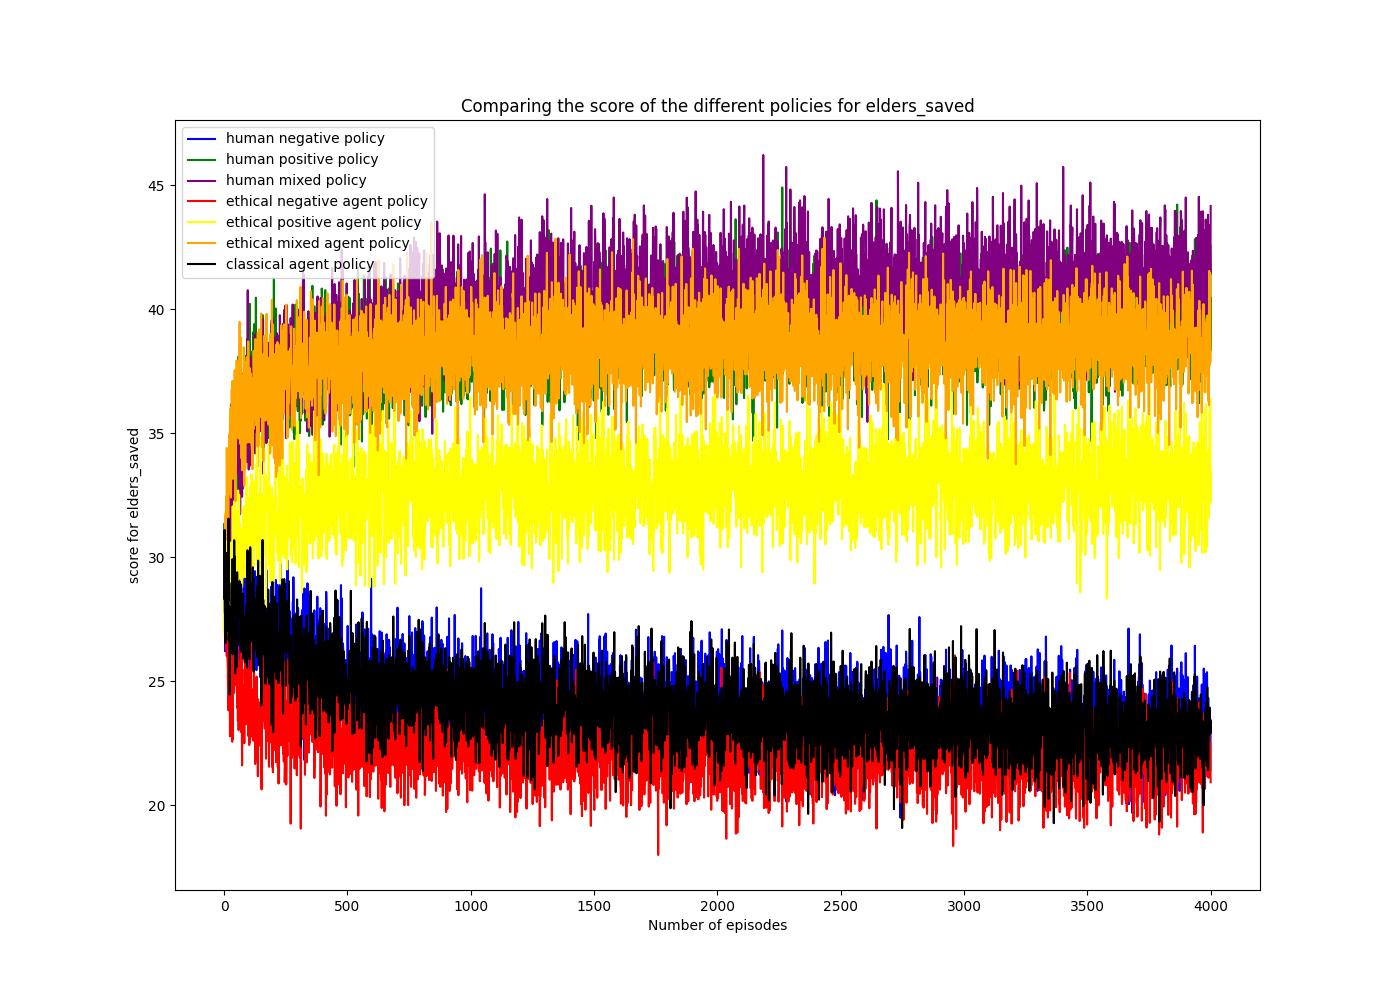 Comparing the score of the different policies for elders_saved
human negative policy
human positive policy
human mixed policy
ethical negative agent policy
ethical positive agent policy
ethical mixed agent policy
classical agent policy
45
40
35
30
25
20
score for elders_saved
0 500 1000 1500 2000 2500 3000 3500 4000
Number of episodes